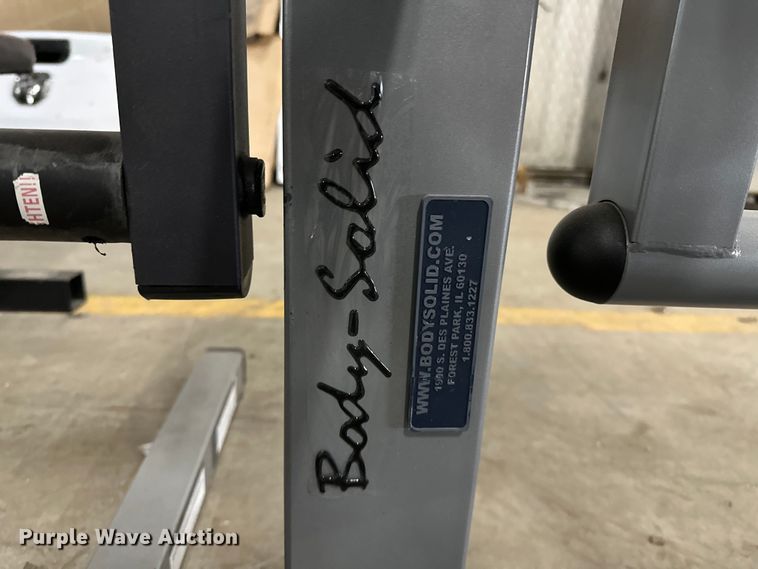 HTEN!!
Body-Solid
WWW.BODYSOLID.COM
1900 S. DES PLAINES AVE.
FOREST PARK, IL 60130
1.800.833.1227
Purple Wave Auction